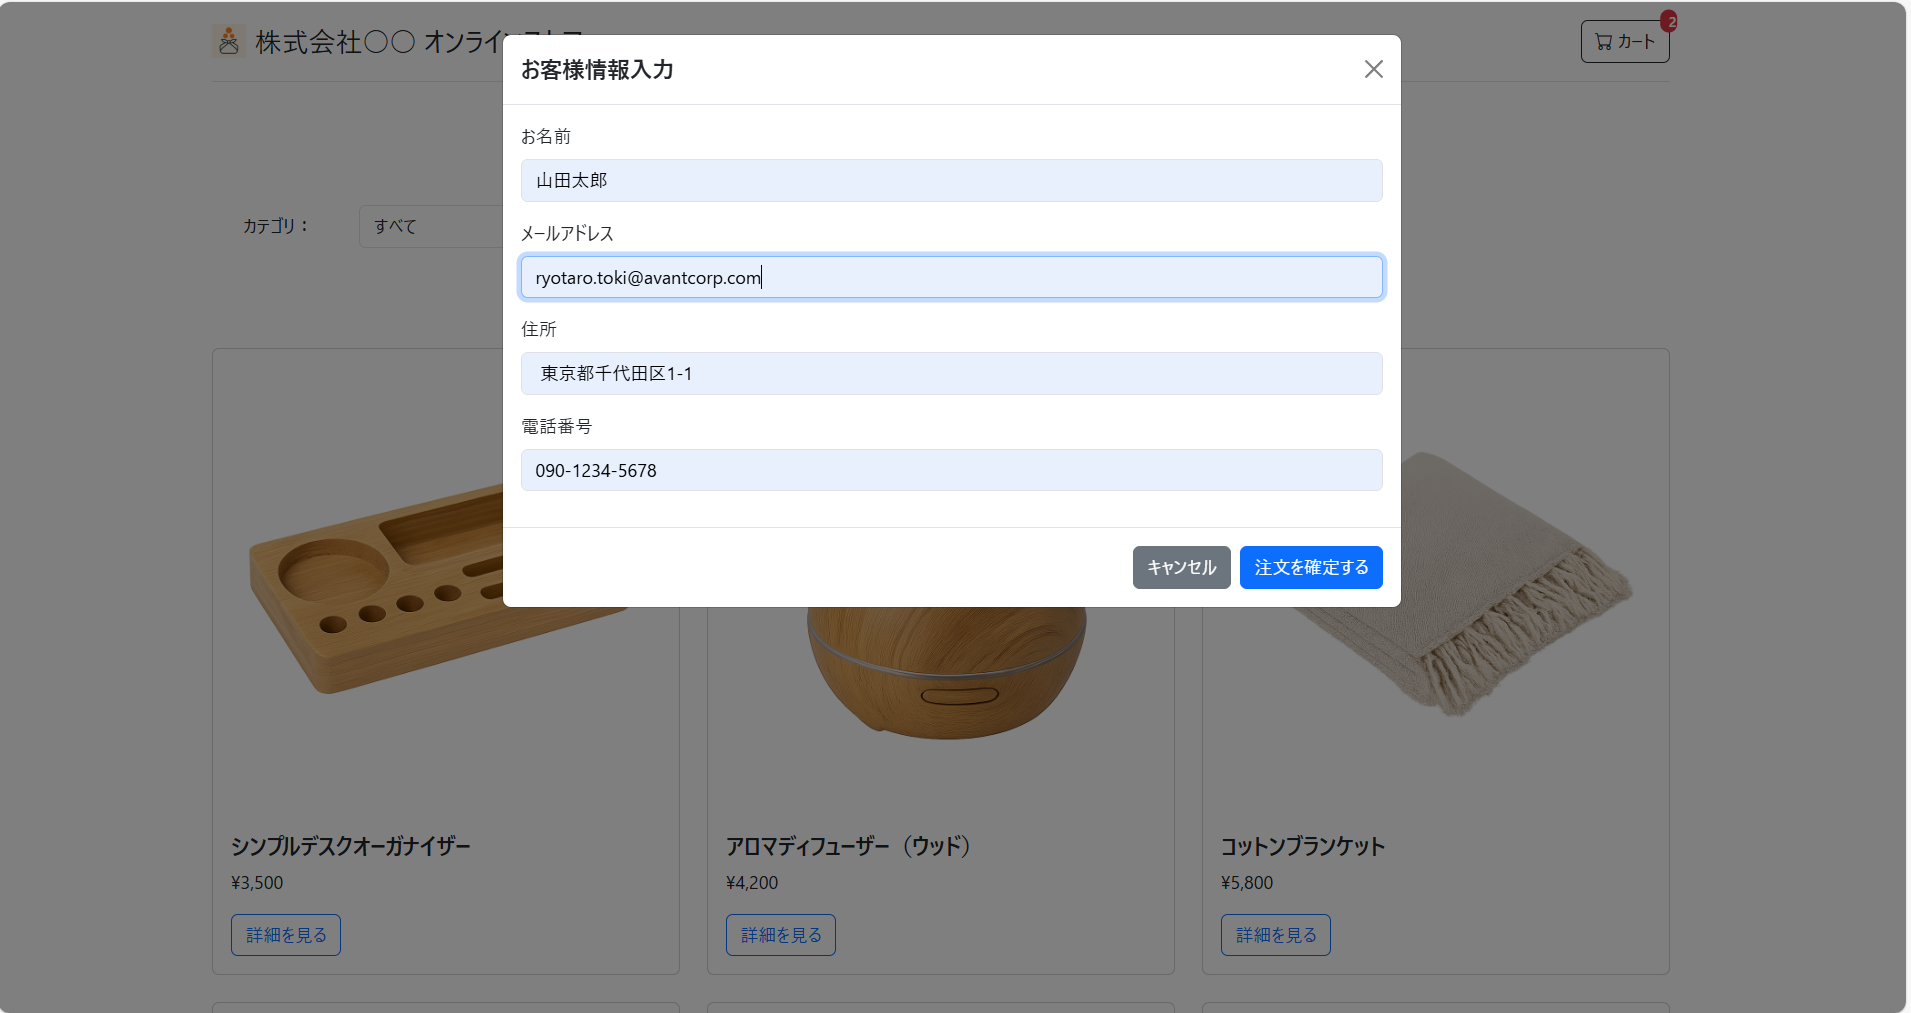 株式会社〇〇 オンラインストア
2
カート
お客様情報入力
お名前
山田太郎
カテゴリ：
すべて
メールアドレス
ryotaro.toki@avantcorp.com
住所
東京都千代田区1-1
電話番号
090-1234-5678
キャンセル
注文を確定する
シンプルデスクオーガナイザー
¥3,500
詳細を見る
アロマディフューザー（ウッド）
¥4,200
詳細を見る
コットンブランケット
¥5,800
詳細を見る